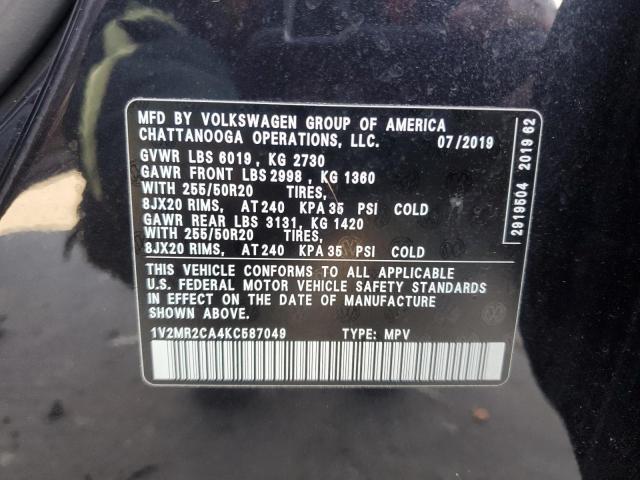 MFD BY VOLKSWAGEN GROUP OF AMERICA
CHATTANOOGA OPERATIONS, LLC. 07/2019
GVWR LBS 6019, KG 2730
GAWR FRONT LBS 2998, KG 1360
WITH 255/50R20 TIRES,
8JX20 RIMS, AT 240 KPA 35 PSI COLD
GAWR REAR LBS 3131, KG 1420
WITH 255/50R20 TIRES,
8JX20 RIMS, AT 240 KPA 35 PSI COLD
THIS VEHICLE CONFORMS TO ALL APPLICABLE
U.S. FEDERAL MOTOR VEHICLE SAFETY STANDARDS
IN EFFECT ON THE DATE OF MANUFACTURE
SHOWN ABOVE.
1V2MR2CA4KC587049 TYPE: MPV
2919504 2019 62